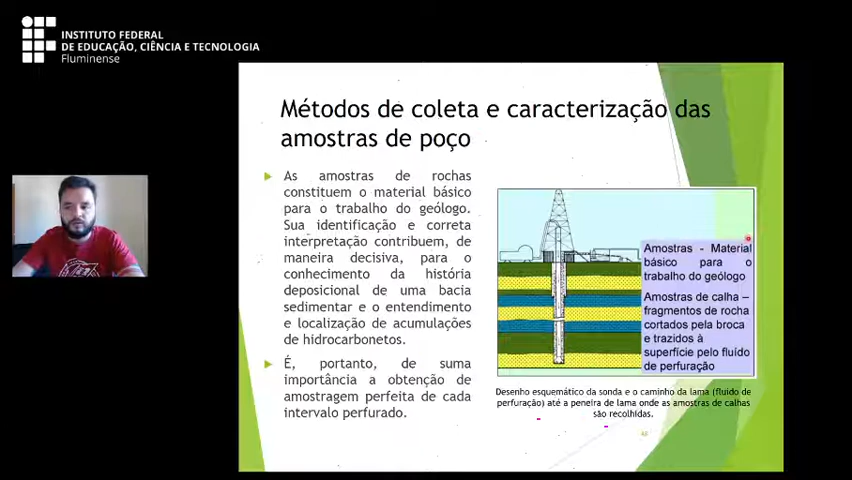 INSTITUTO FEDERAL
DE EDUCAÇÃO, CIÊNCIA E TECNOLOGIA
Fluminense
Métodos de coleta e caracterização das
amostras de poço
As amostras de rochas
constituem o material básico
para o trabalho do geólogo.
Sua identificação e correta
interpretação contribuem, de
maneira decisiva, para o
conhecimento da história
deposicional de uma bacia
sedimentar e o entendimento
e localização de acumulações
de hidrocarbonetos.
É, portanto, de suma
importância a obtenção de
amostragem perfeita de cada
intervalo perfurado.
Amostras - Material
básico para o
trabalho do geólogo
Amostras de calha –
fragmentos de rocha
cortados pela broca
e trazidos à
superfície pelo fluído
de perfuração
Desenho esquemático da sonda e o caminho da lama (fluido de
perfuração) até a peneira de lama onde as amostras de calhas
são recolhidas.